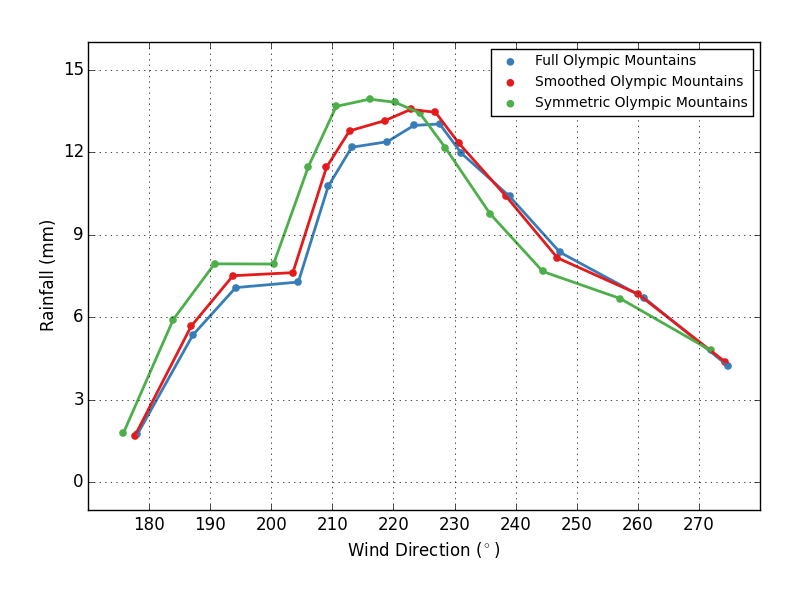 15
12
9
6
3
0
Rainfall (mm)
Full Olympic Mountains
Smoothed Olympic Mountains
Symmetric Olympic Mountains
180 190 200 210 220 230 240 250 260 270
Wind Direction (°)